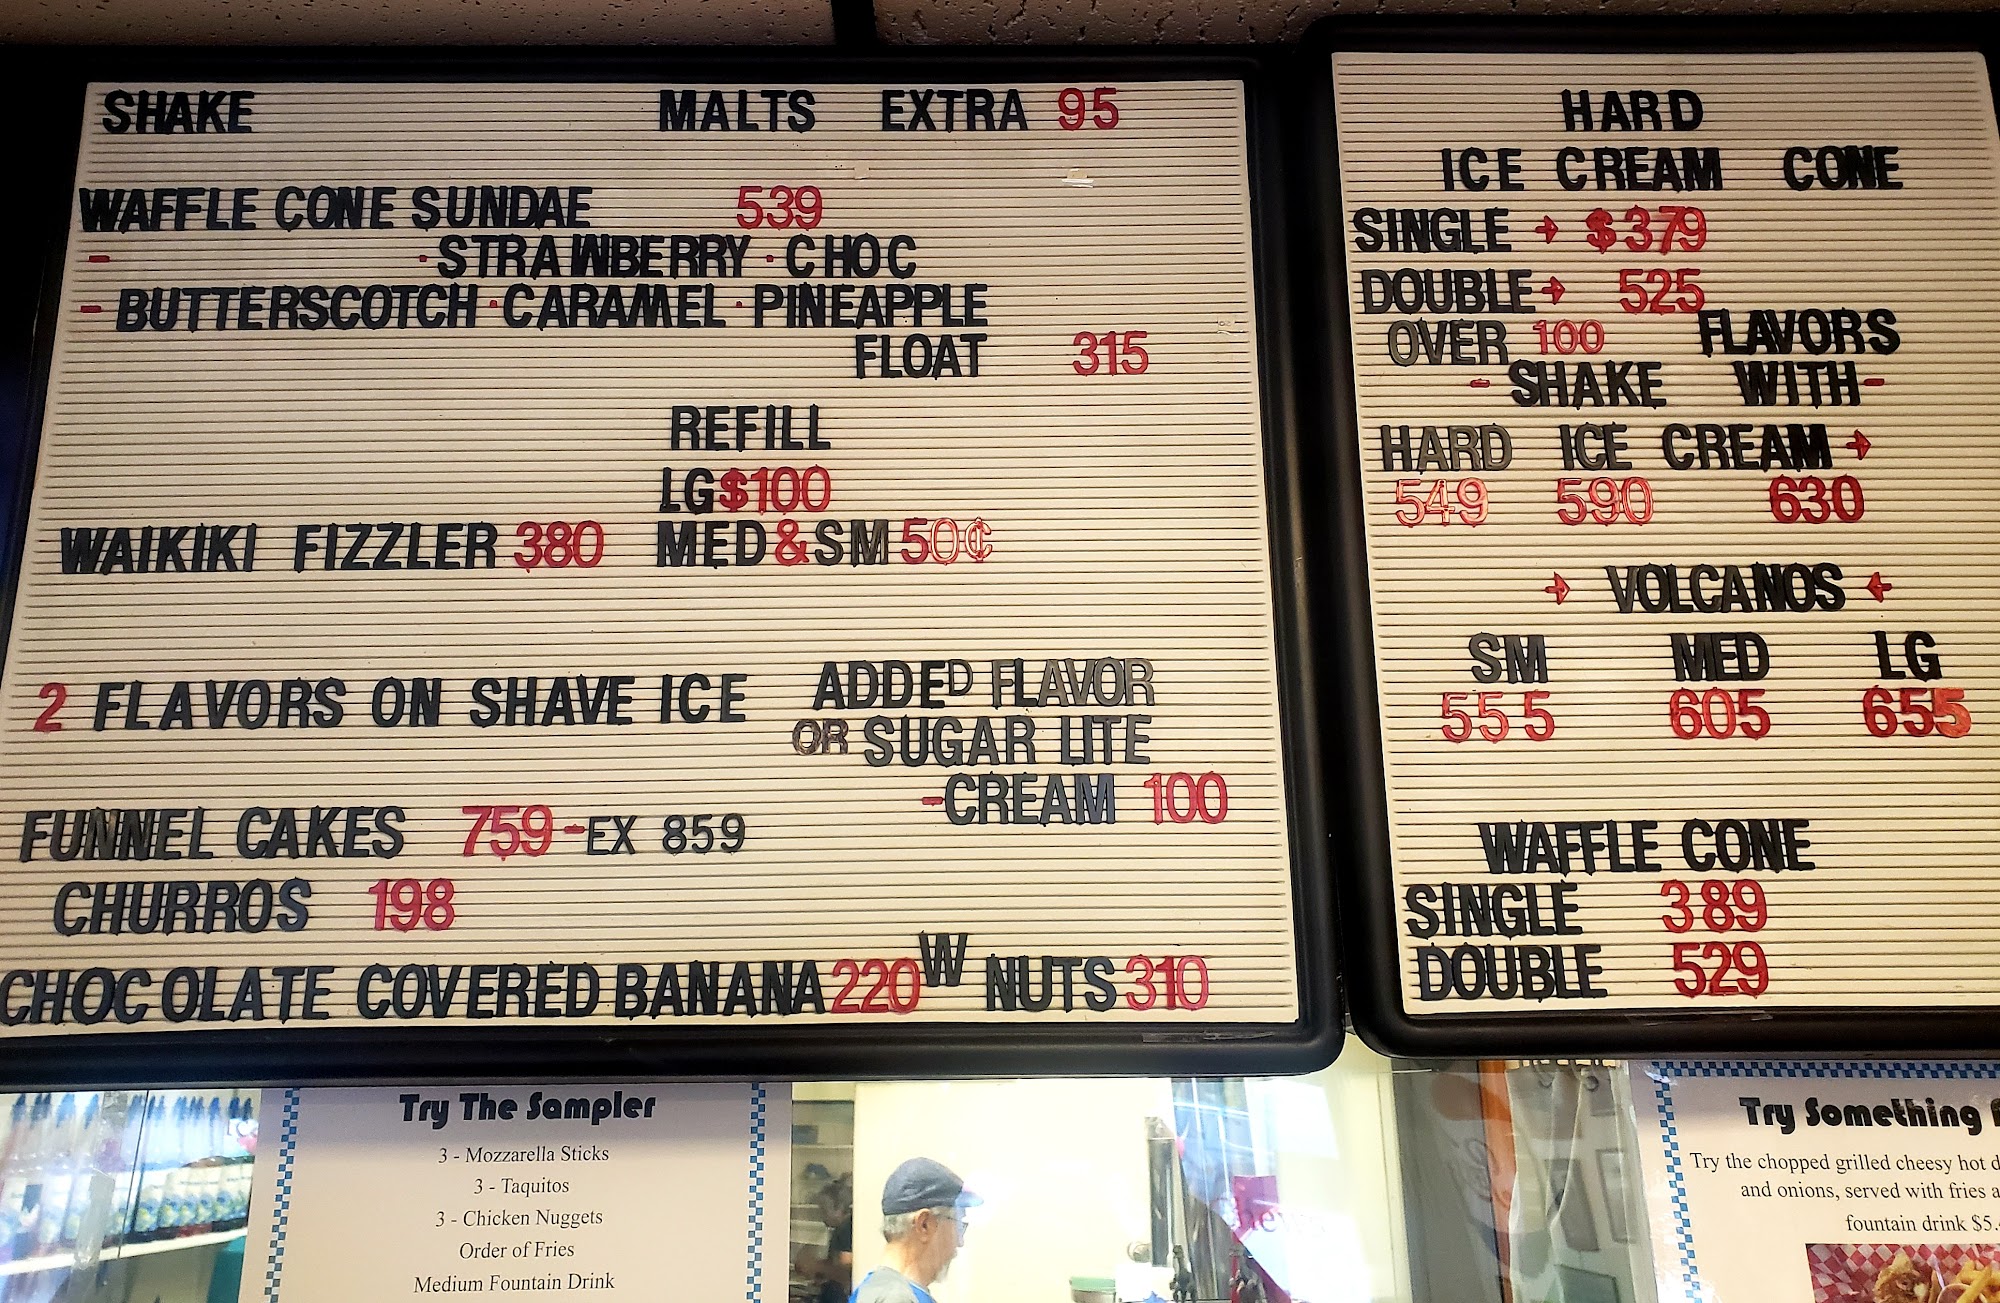 SHAKE MALTS EXTRA 95
WAFFLE CONE SUNDAE 539
- · STRAWBERRY · CHOC
- BUTTERSCOTCH · CARAMEL · PINEAPPLE
FLOAT 315
REFILL
LG $100
WAIKIKI FIZZLER 380 MED & SM 50¢
2 FLAVORS ON SHAVE ICE
ADDED FLAVOR
OR SUGAR LITE
-CREAM 100
FUNNEL CAKES 759 - EX 859
CHURROS 198
CHOCOLATE COVERED BANANA 220 W NUTS 310
HARD
ICE CREAM CONE
SINGLE → $379
DOUBLE → 525
OVER 100 FLAVORS
- SHAKE WITH -
HARD ICE CREAM →
549 590 630
→ VOLCANOS ←
SM MED LG
555 605 655
WAFFLE CONE
SINGLE 389
DOUBLE 529
Try The Sampler
3 - Mozzarella Sticks
3 - Taquitos
3 - Chicken Nuggets
Order of Fries
Medium Fountain Drink
Try Something
Try the chopped grilled cheesy hot
and onions, served with fries
fountain drink $5.